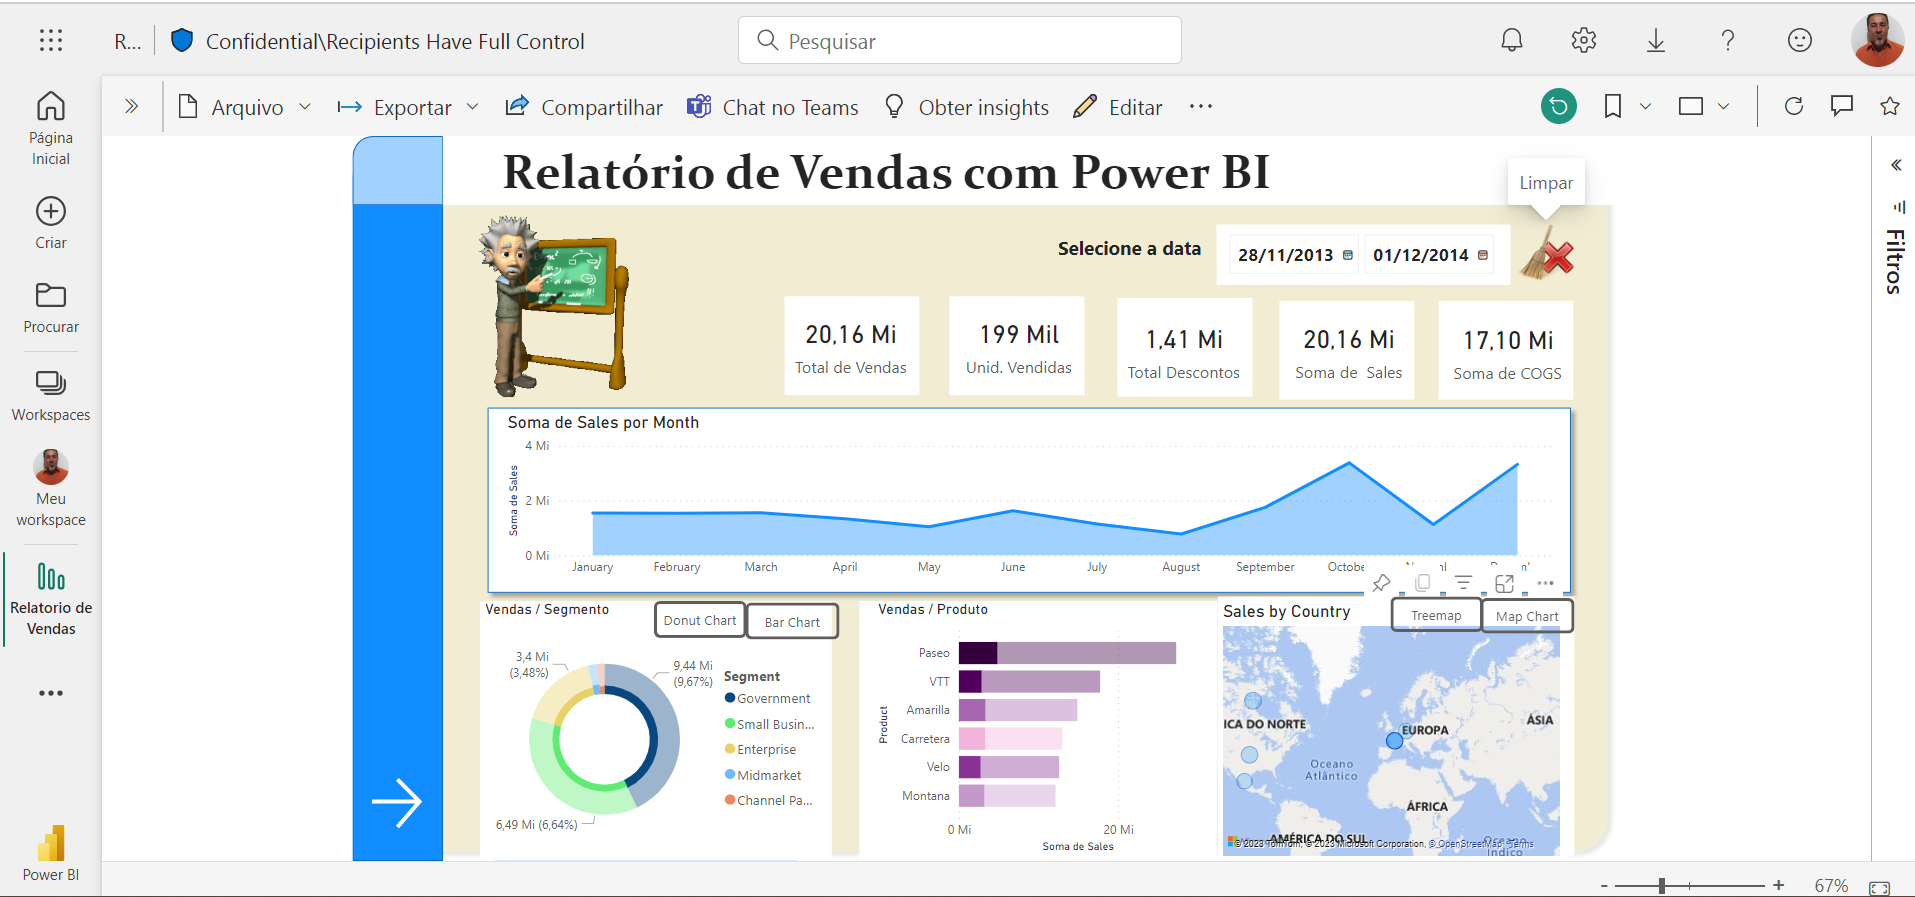 R...
Confidential\Recipients Have Full Control
Pesquisar
Arquivo
Exportar
Compartilhar
Chat no Teams
Obter insights
Editar
Página
Inicial
Criar
Procurar
Workspaces
Meu
workspace
Relatorio de
Vendas
Power BI
Relatório de Vendas com Power BI
Limpar
Filtros
Selecione a data
28/11/2013
01/12/2014
20,16 Mi
Total de Vendas
199 Mil
Unid. Vendidas
1,41 Mi
Total Descontos
20,16 Mi
Soma de Sales
17,10 Mi
Soma de COGS
Soma de Sales por Month
Soma de Sales
4 Mi
2 Mi
0 Mi
January February March April May June July August September Octobe
Vendas / Segmento
Donut Chart
Bar Chart
3,4 Mi
(3,48%)
9,44 Mi
(9,67%)
6,49 Mi (6,64%)
Segment
Government
Small Busin...
Enterprise
Midmarket
Channel Pa...
Vendas / Produto
Product
Paseo
VTT
Amarilla
Carretera
Velo
Montana
0 Mi
20 Mi
Soma de Sales
Sales by Country
Treemap
Map Chart
ICA DO NORTE
EUROPA
ÁSIA
Oceano
Atlântico
ÁFRICA
AMÉRICA DO SUL
Oceano
Índico
© 2023 TomTom, © 2023 Microsoft Corporation, © OpenStreetMap Terms
- + 67%